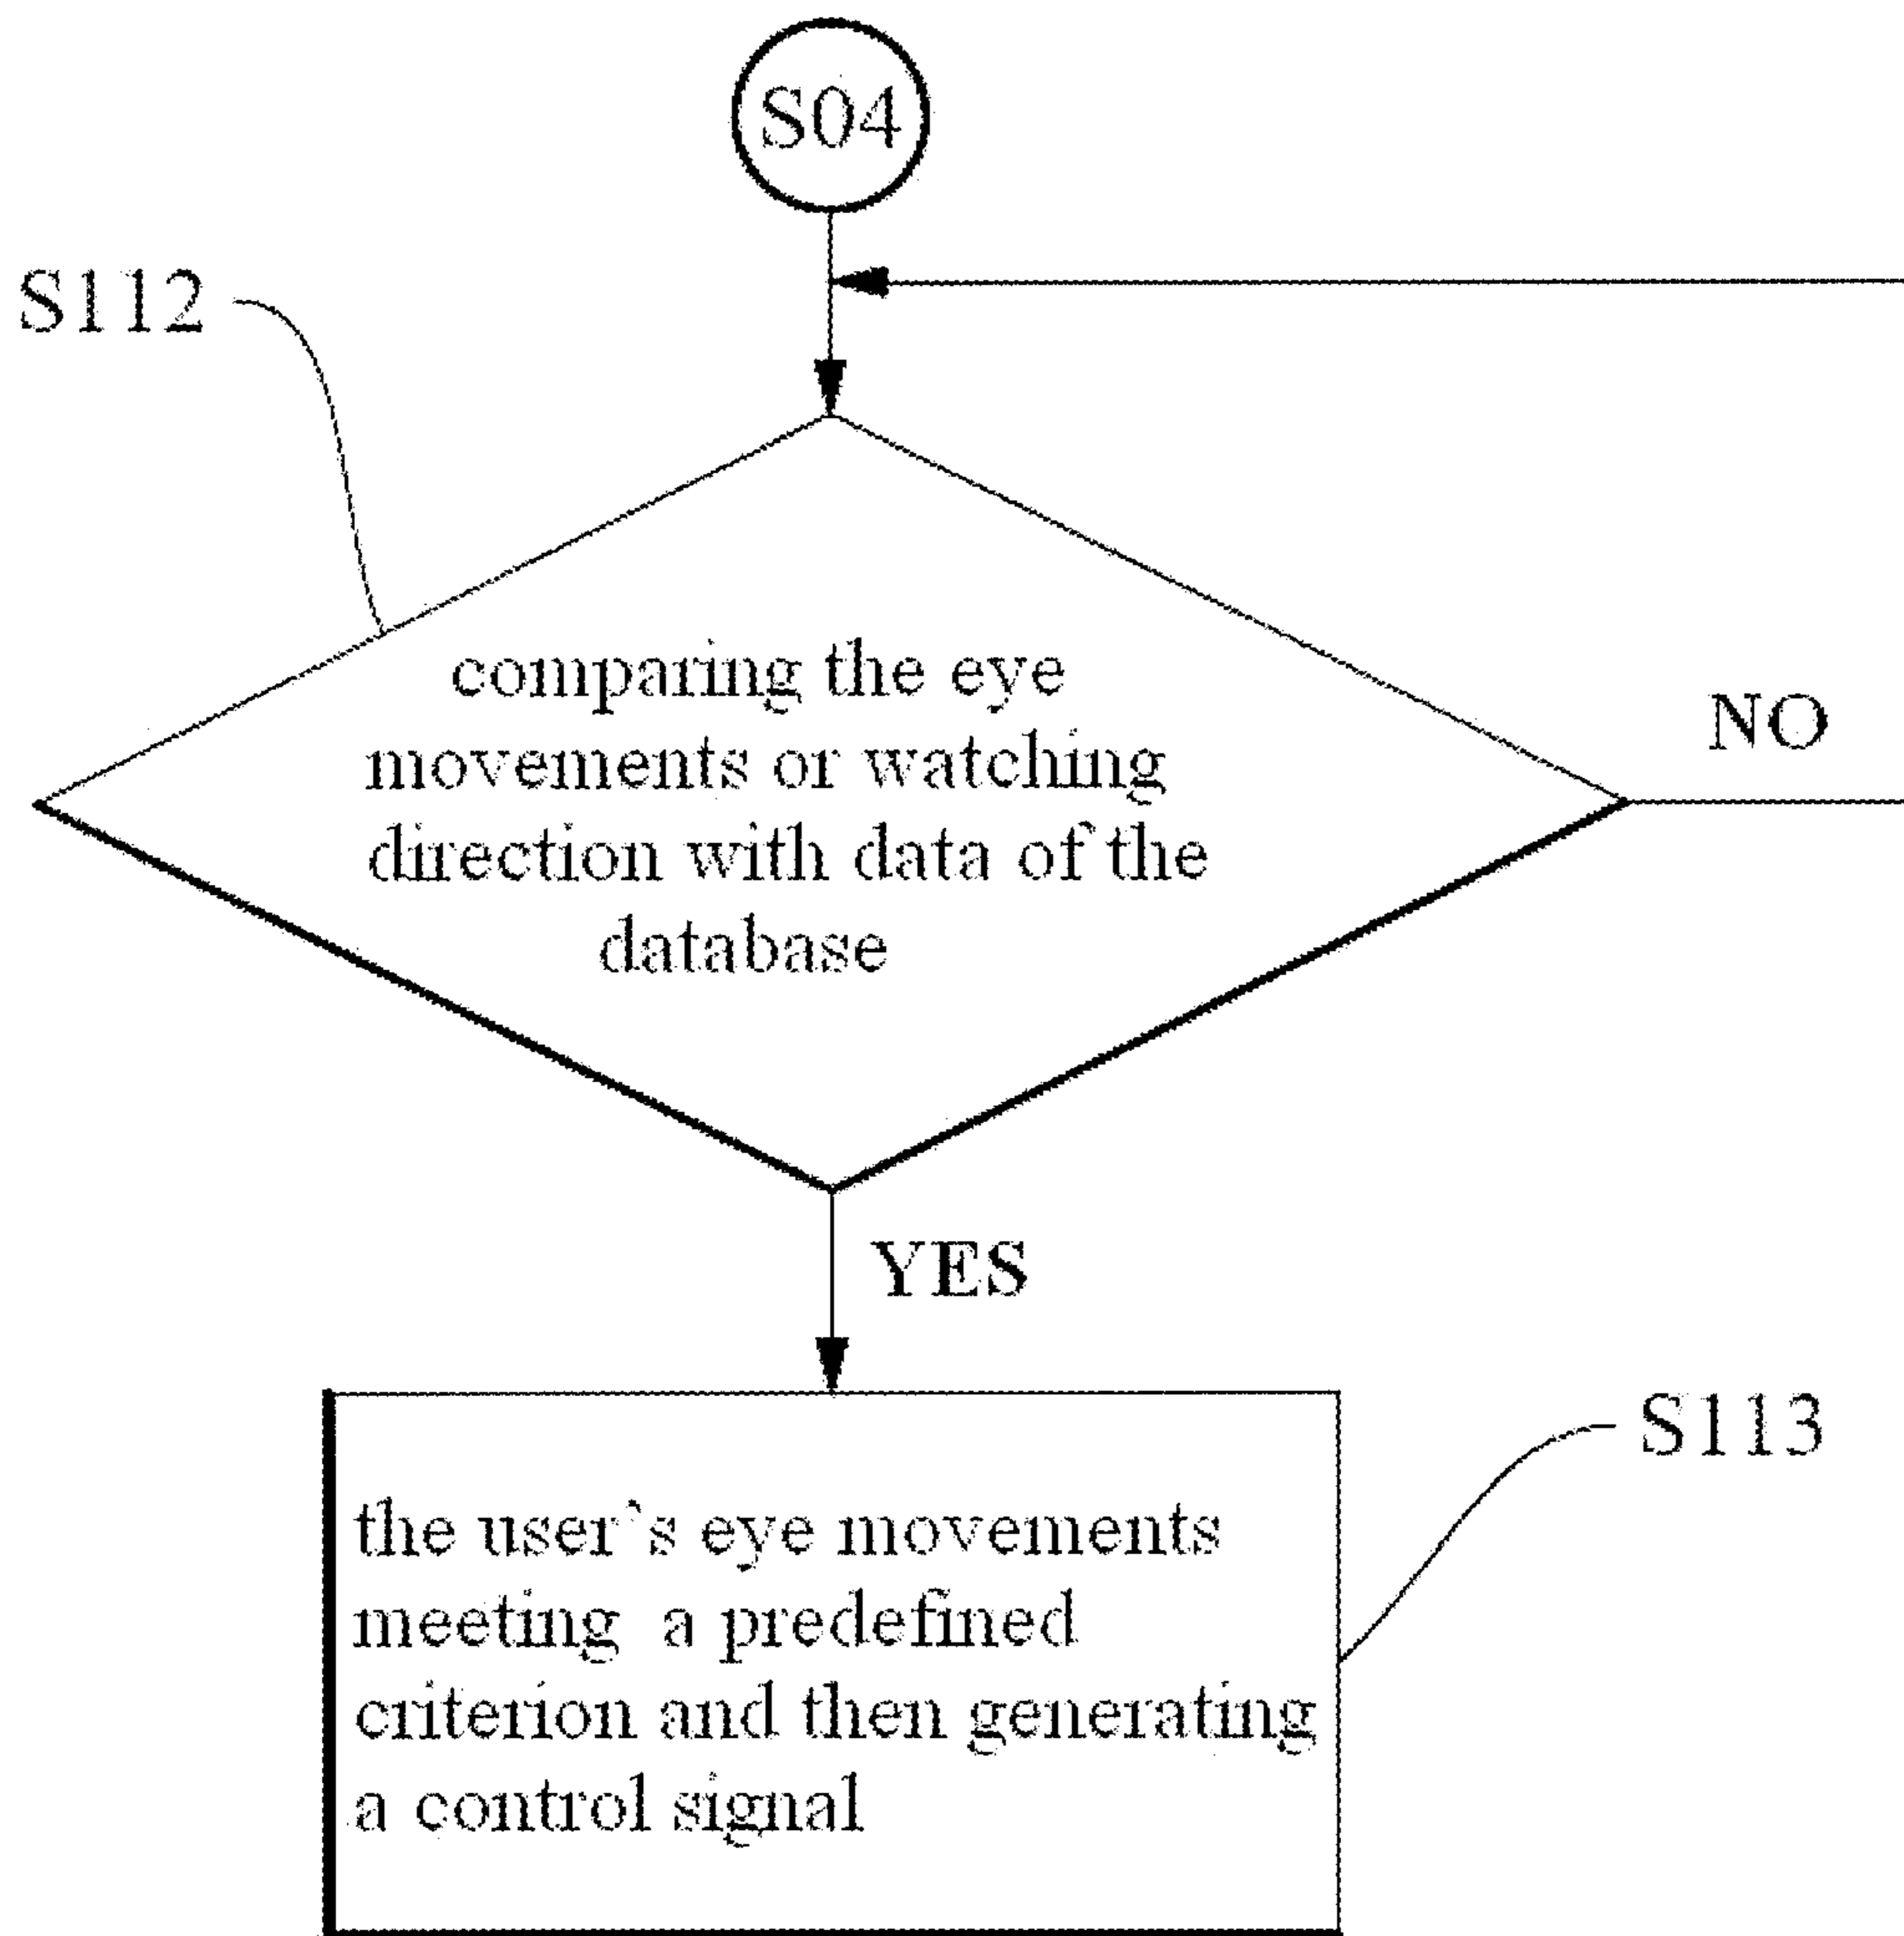 S04
S112
comparing the eye
movements or watching
direction with data of the
database
NO
YES
S113
the user`s eye movements
meeting a predefined
criterion and then generating
a control signal